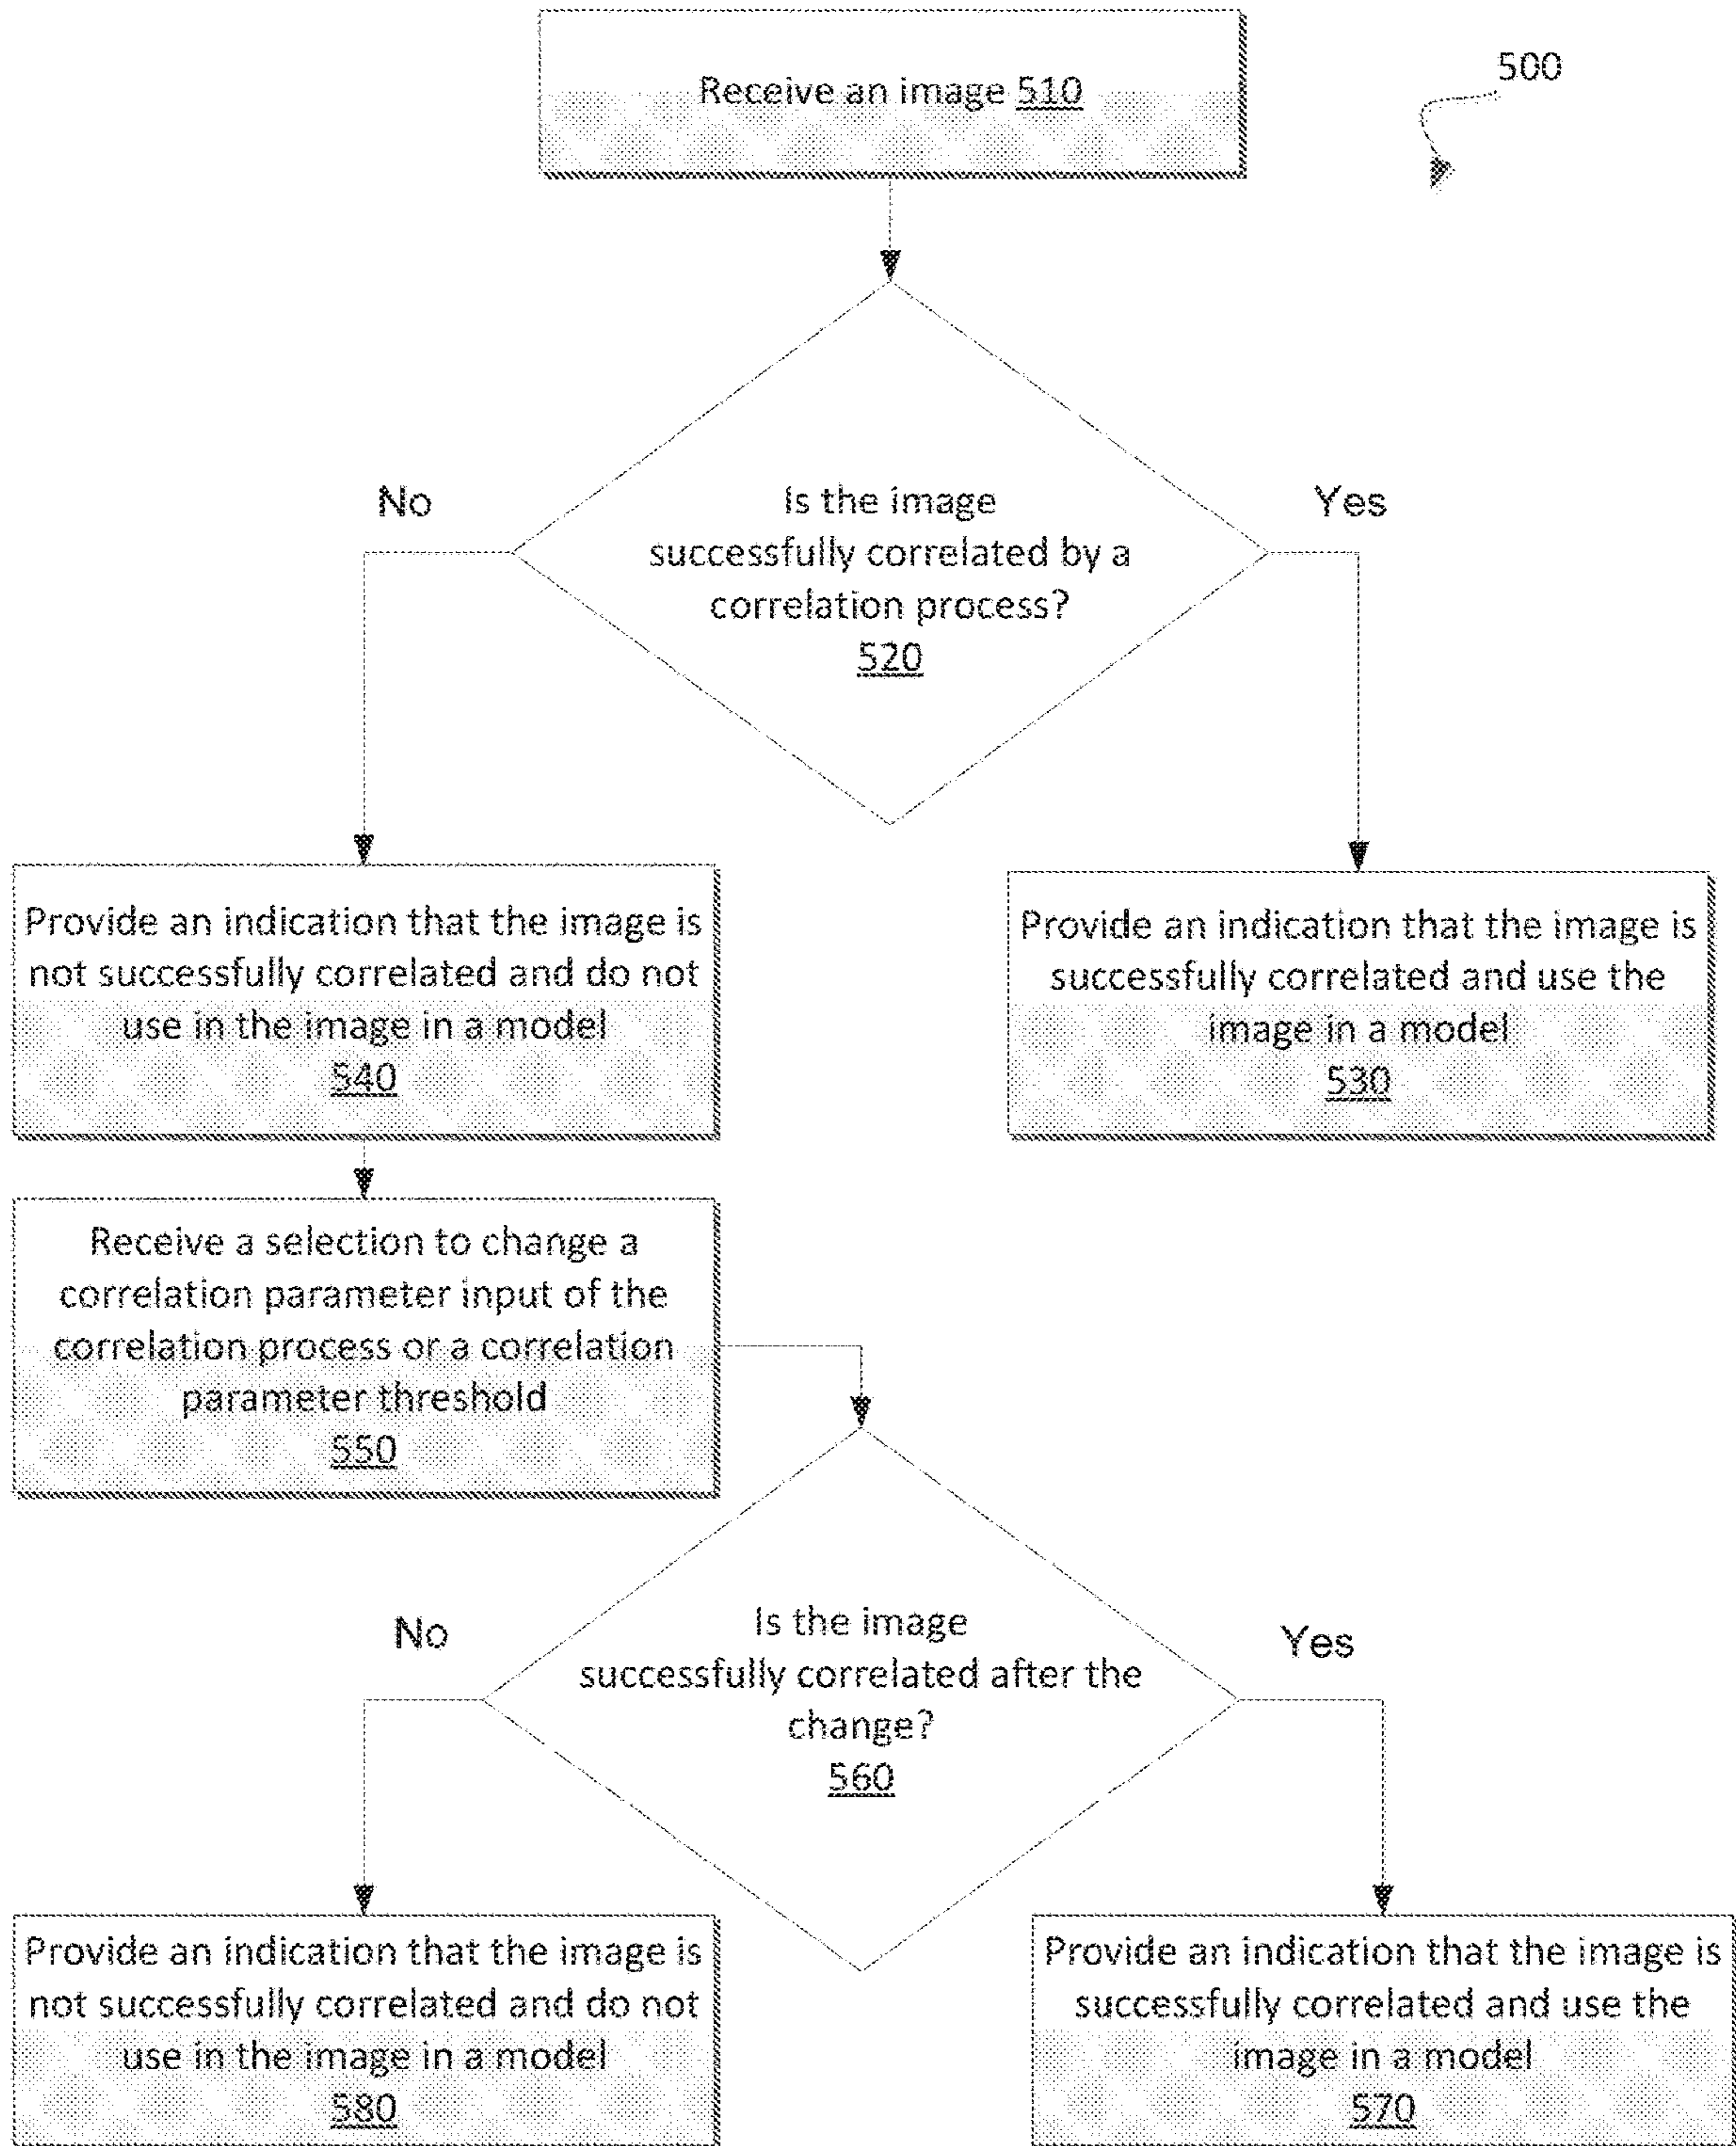 Receive an image 510
500
Is the image
successfully correlated by a
correlation process?
520
No
Yes
Provide an indication that the image is
not successfully correlated and do not
use in the image in a model
540
Provide an indication that the image is
successfully correlated and use the
image in a model
530
Receive a selection to change a
correlation parameter input of the
correlation process or a correlation
parameter threshold
550
Is the image
successfully correlated after the
change?
560
No
Yes
Provide an indication that the image is
not successfully correlated and do not
use in the image in a model
580
Provide an indication that the image is
successfully correlated and use the
image in a model
570